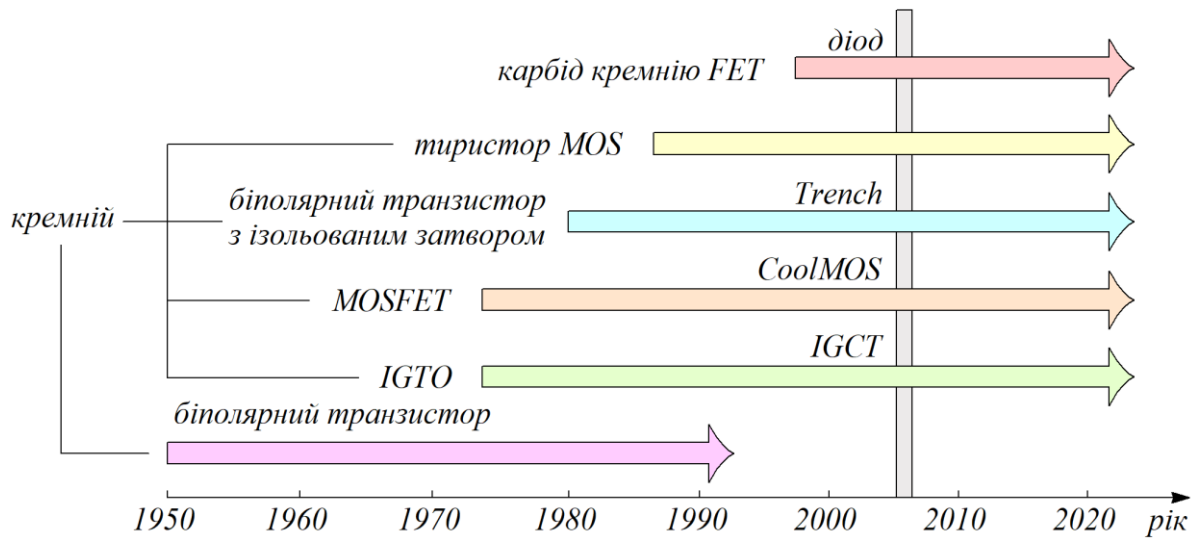 діод
карбід кремнію FET
тиристор MOS
біполярний транзистор
з ізольованим затвором
Trench
кремній
CoolMOS
MOSFET
IGCT
IGTO
біполярний транзистор
1950 1960 1970 1980 1990 2000 2010 2020 рік